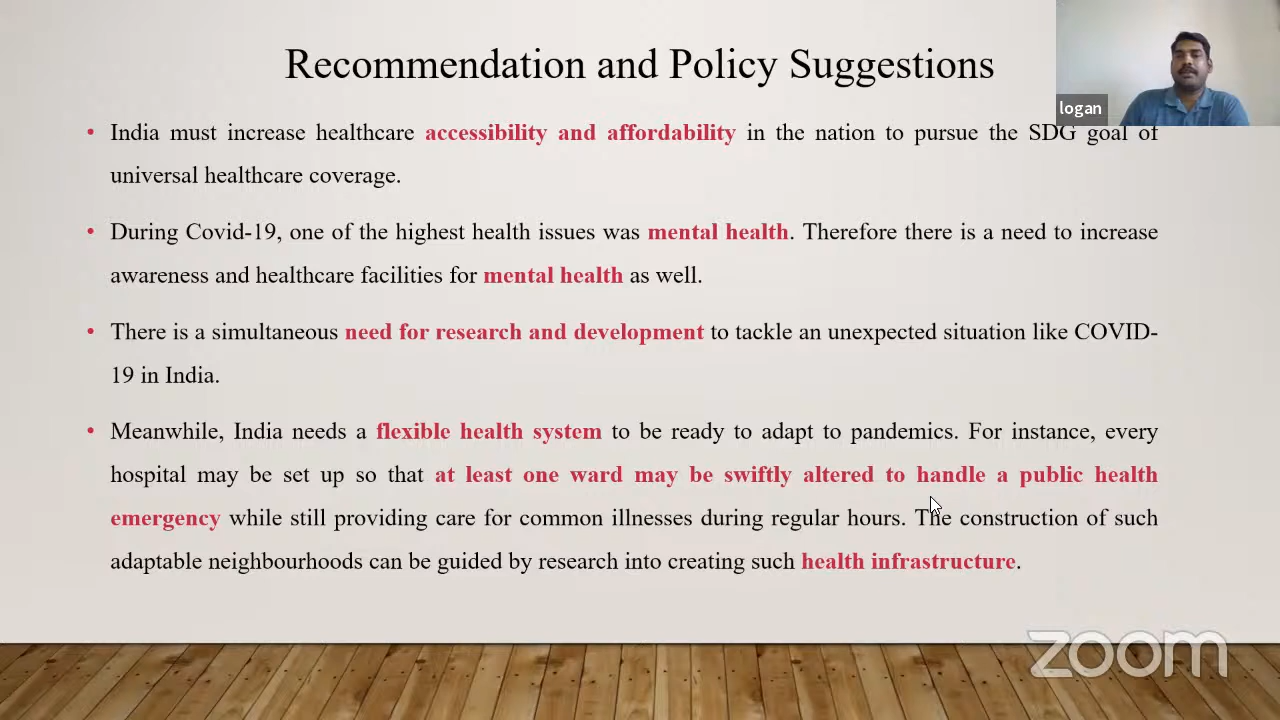 Recommendation and Policy Suggestions
logan
• India must increase healthcare accessibility and affordability in the nation to pursue the SDG goal of
universal healthcare coverage.
• During Covid-19, one of the highest health issues was mental health. Therefore there is a need to increase
awareness and healthcare facilities for mental health as well.
• There is a simultaneous need for research and development to tackle an unexpected situation like COVID-
19 in India.
• Meanwhile, India needs a flexible health system to be ready to adapt to pandemics. For instance, every
hospital may be set up so that at least one ward may be swiftly altered to handle a public health
emergency while still providing care for common illnesses during regular hours. The construction of such
adaptable neighbourhoods can be guided by research into creating such health infrastructure.
zoom